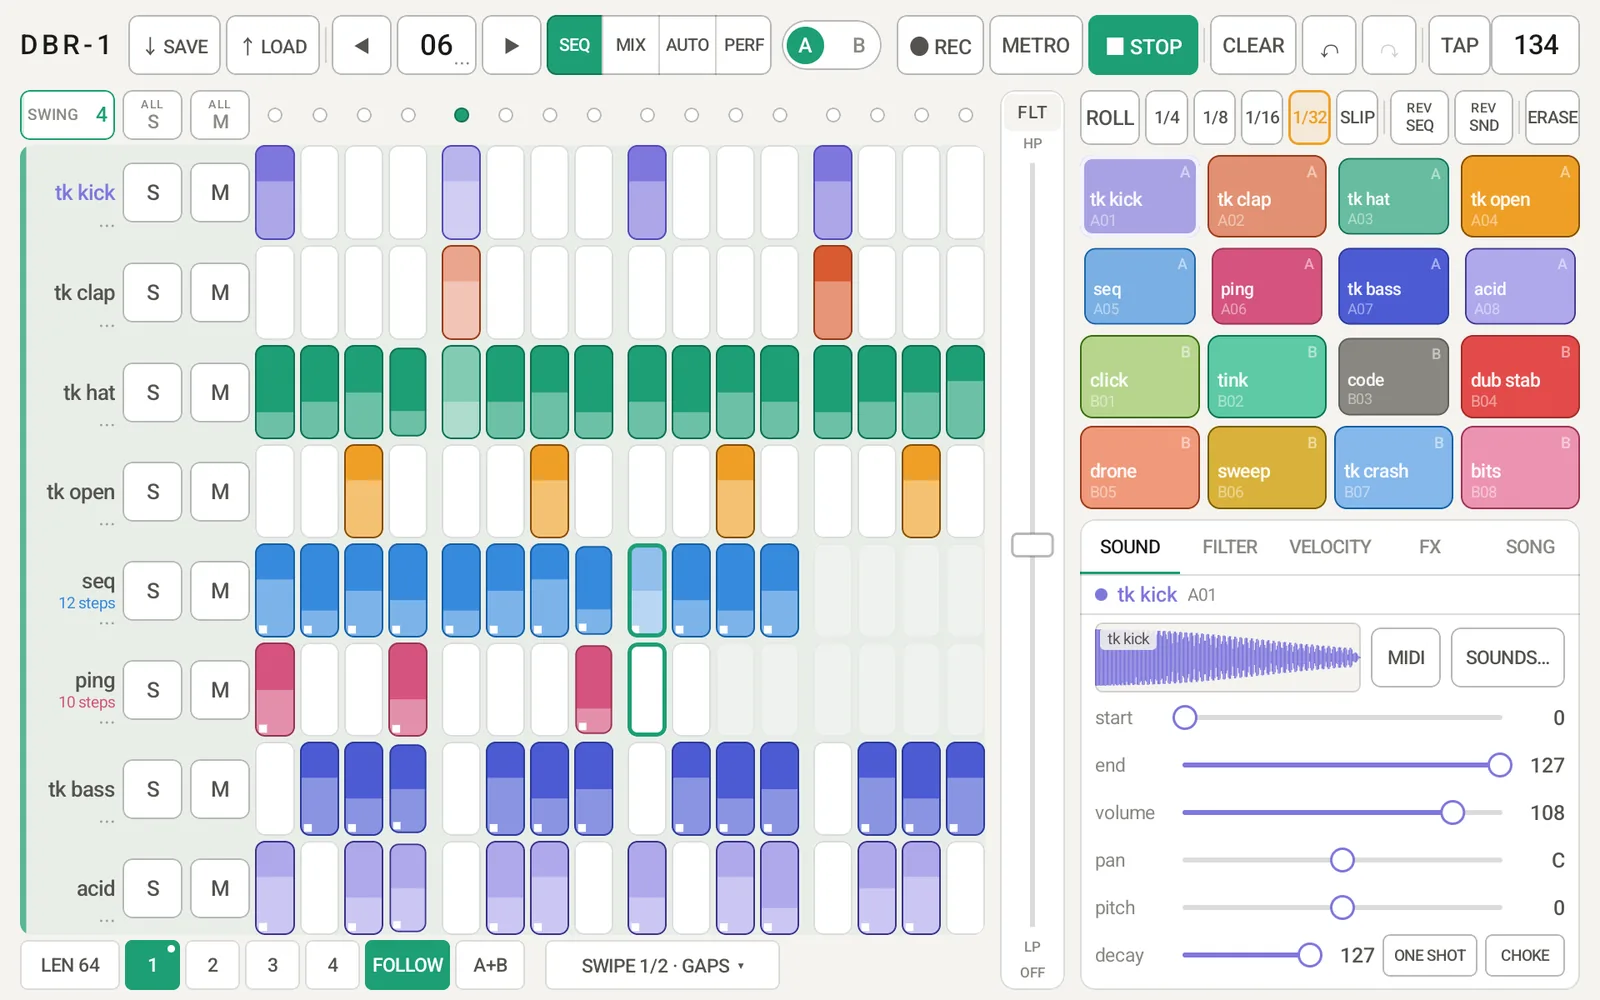 DBR-1 ↓ SAVE ↑ LOAD ◀ 06 ... ▶ SEQ MIX AUTO PERF A B ● REC METRO ■ STOP CLEAR TAP 134
SWING 4 ALL S ALL M
FLT
HP
LP
OFF
ROLL 1/4 1/8 1/16 1/32 SLIP REV SEQ REV SND ERASE
tk kick S M
...
tk clap S M
...
tk hat S M
...
tk open S M
...
seq S M
12 steps
...
ping S M
10 steps
...
tk bass S M
...
acid S M
...
LEN 64 1 2 3 4 FOLLOW A+B SWIPE 1/2 · GAPS ▾
tk kick A A01
tk clap A A02
tk hat A A03
tk open A A04
seq A A05
ping A A06
tk bass A A07
acid A A08
click B B01
tink B B02
code B B03
dub stab B B04
drone B B05
sweep B B06
tk crash B B07
bits B B08
SOUND FILTER VELOCITY FX SONG
tk kick A01
tk kick MIDI SOUNDS...
start 0
end 127
volume 108
pan C
pitch 0
decay 127 ONE SHOT CHOKE